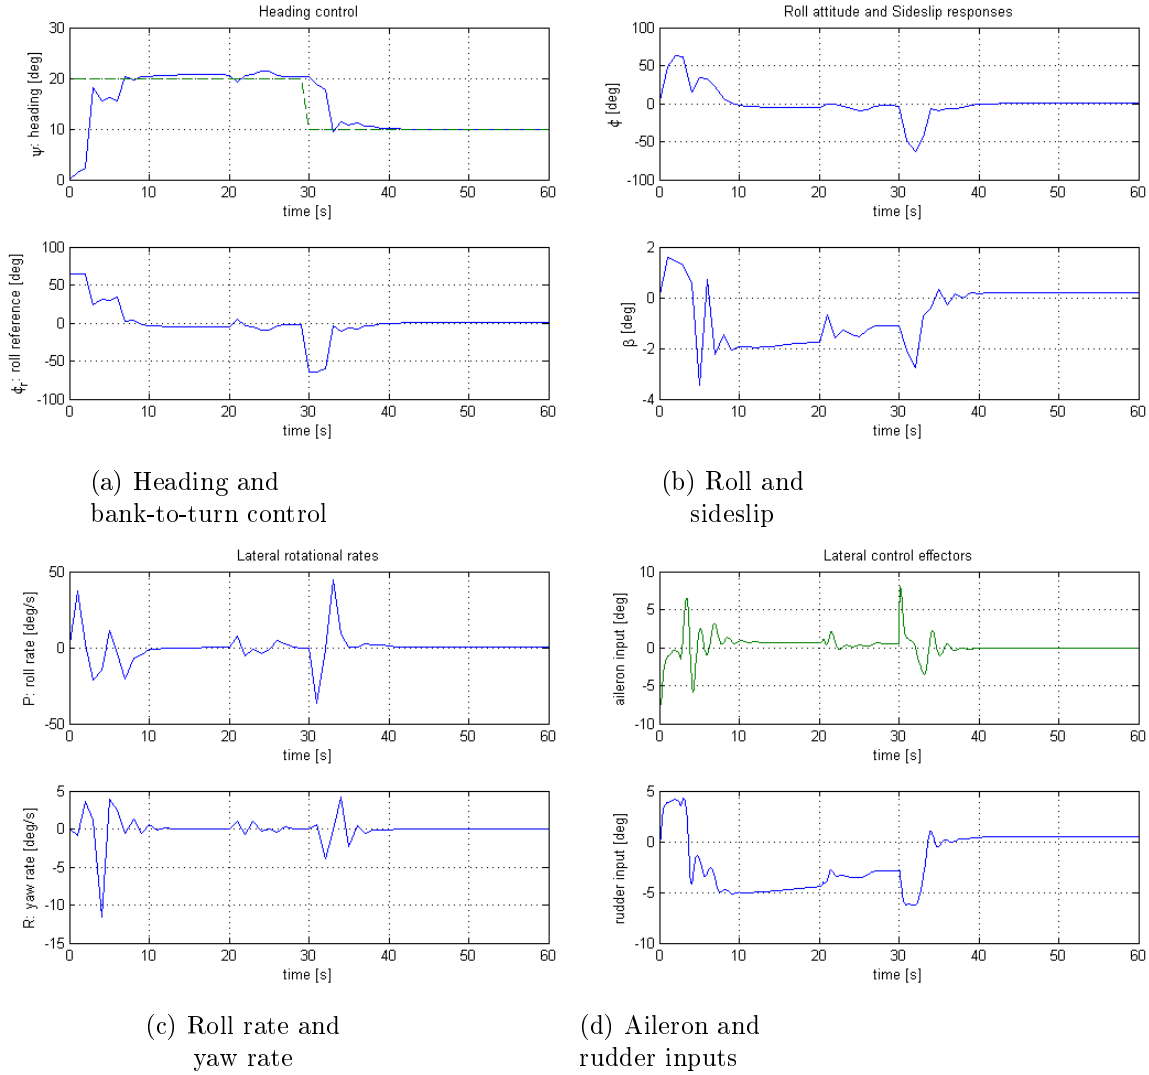 Heading control
30
20
10
0
ψ: heading [deg]
0 10 20 30 40 50 60
time [s]
100
50
0
-50
-100
ϕr: roll reference [deg]
0 10 20 30 40 50 60
time [s]
(a) Heading and
bank-to-turn control
Roll attitude and Sideslip responses
100
50
0
-50
-100
ϕ [deg]
0 10 20 30 40 50 60
time [s]
2
0
-2
-4
β [deg]
0 10 20 30 40 50 60
time [s]
(b) Roll and
sideslip
Lateral rotational rates
50
0
-50
P: roll rate [deg/s]
0 10 20 30 40 50 60
time [s]
5
0
-5
-10
-15
R: yaw rate [deg/s]
0 10 20 30 40 50 60
time [s]
(c) Roll rate and
yaw rate
Lateral control effectors
10
5
0
-5
-10
aileron input [deg]
0 10 20 30 40 50 60
time [s]
5
0
-5
-10
rudder input [deg]
0 10 20 30 40 50 60
time [s]
(d) Aileron and
rudder inputs